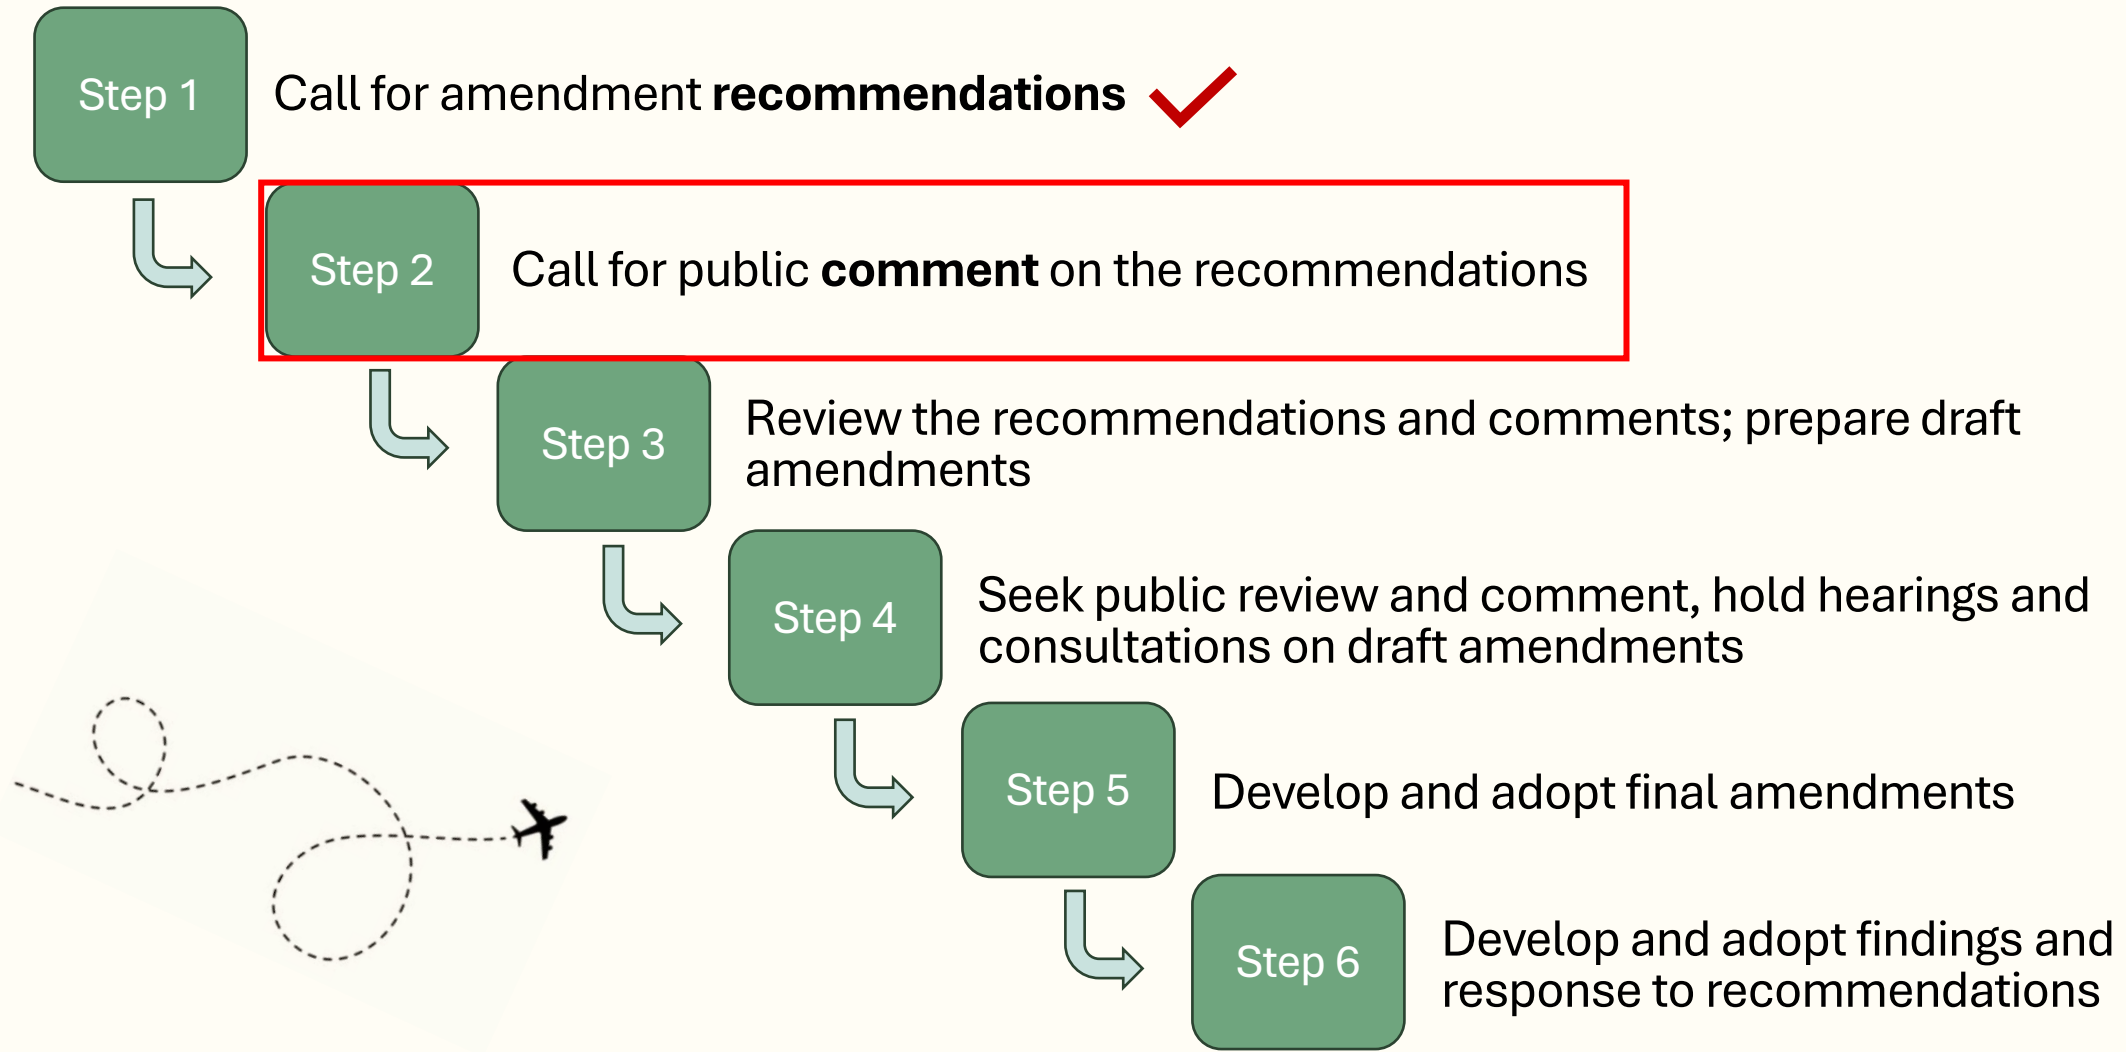 Step 1
Call for amendment recommendations
Step 2
Call for public comment on the recommendations
Step 3
Review the recommendations and comments; prepare draft
amendments
Step 4
Seek public review and comment, hold hearings and
consultations on draft amendments
Step 5
Develop and adopt final amendments
Step 6
Develop and adopt findings and
response to recommendations